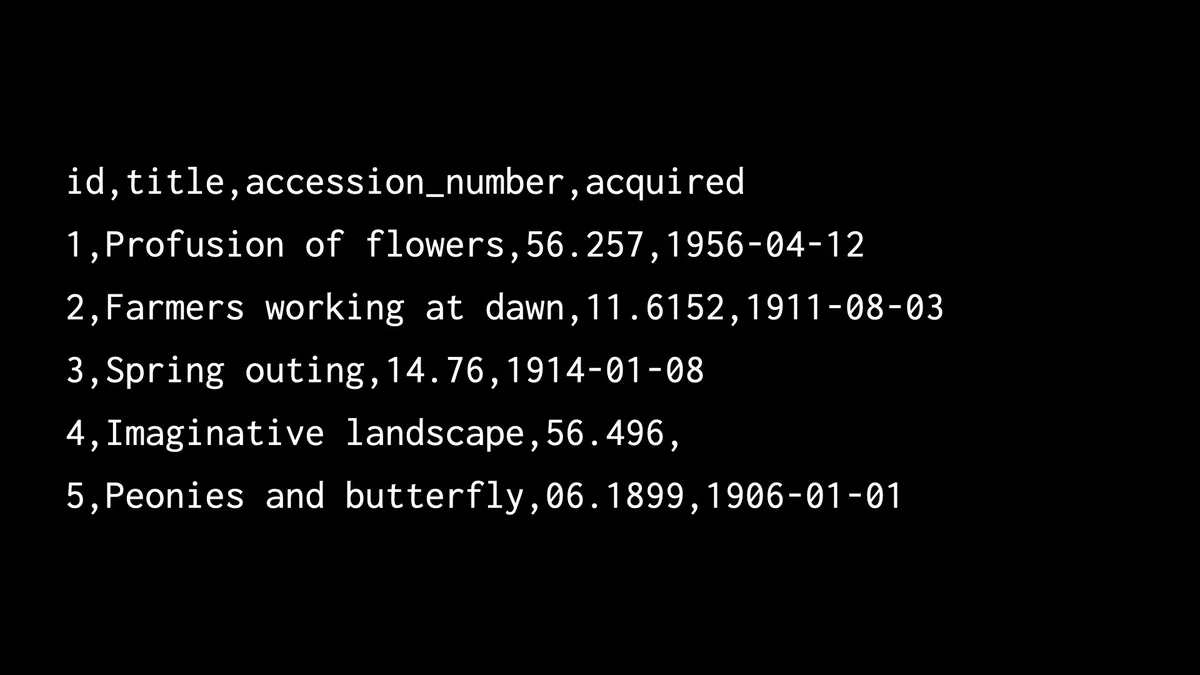 id,title,accession_number,acquired
1,Profusion of flowers,56.257,1956-04-12
2,Farmers working at dawn,11.6152,1911-08-03
3,Spring outing,14.76,1914-01-08
4,Imaginative landscape,56.496,
5,Peonies and butterfly,06.1899,1906-01-01